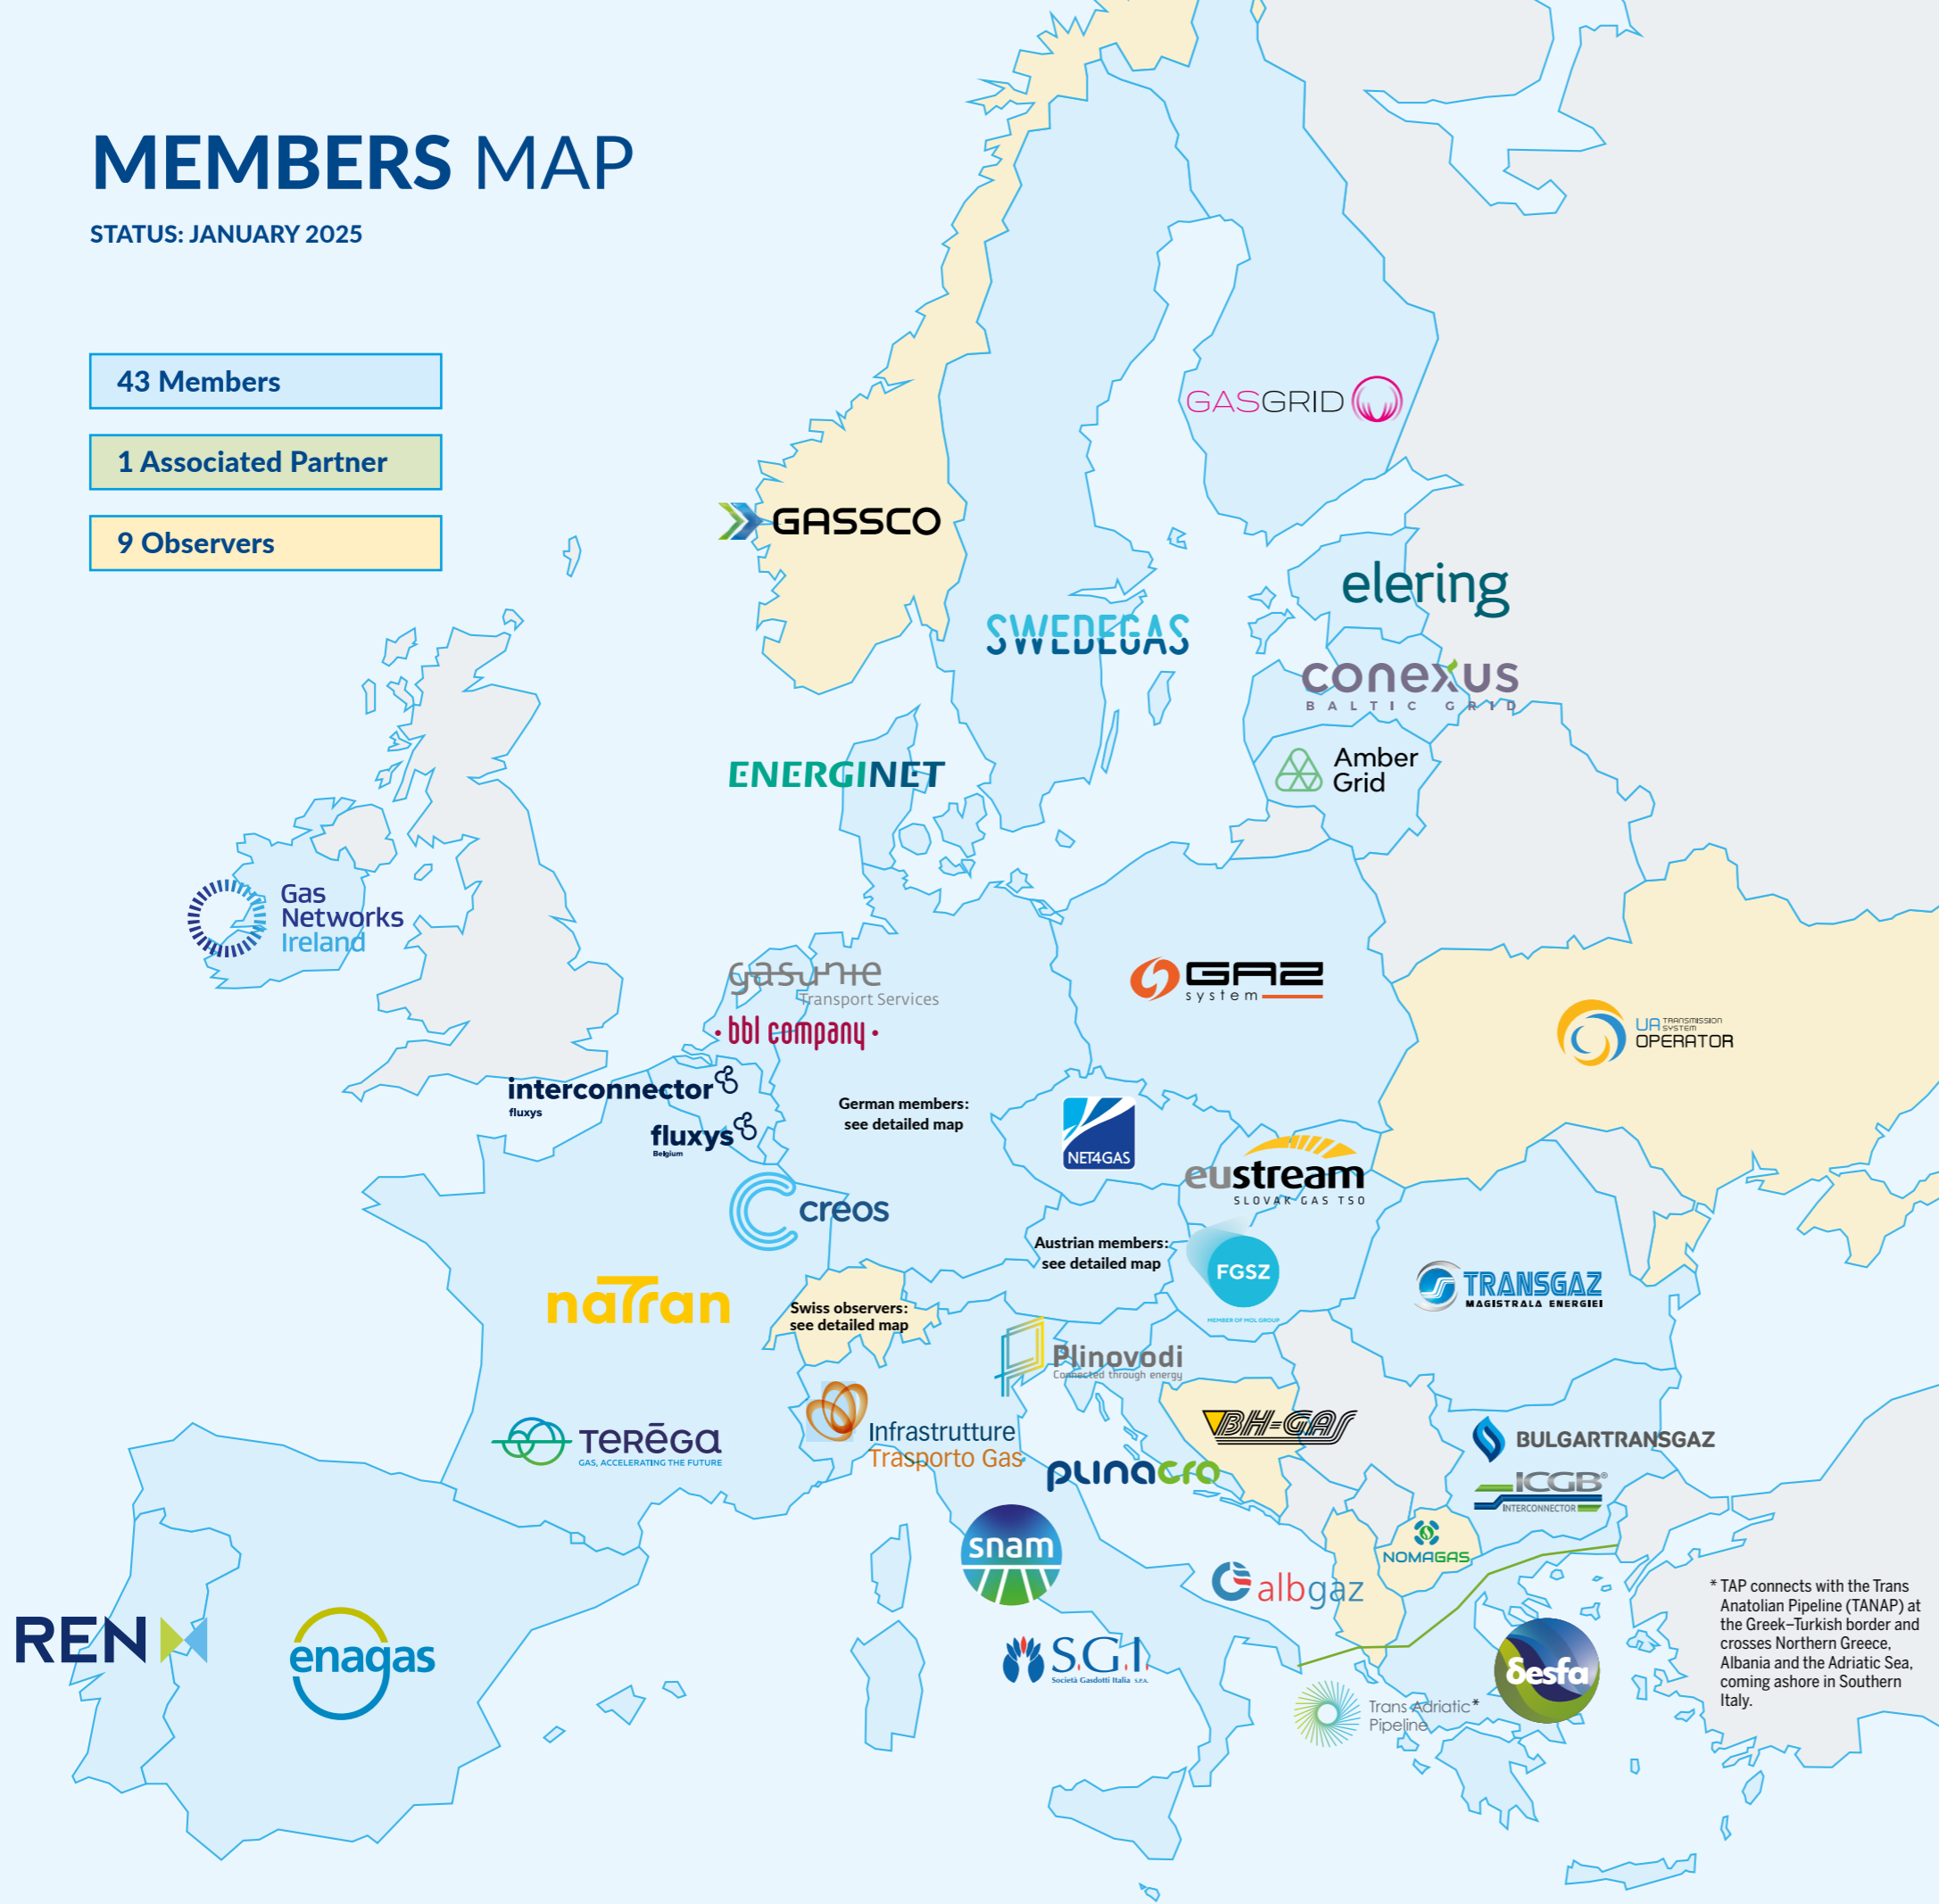 MEMBERS MAP
STATUS: JANUARY 2025
43 Members
1 Associated Partner
9 Observers
GASGRID
GASSCO
elering
SWEDEGAS
conexus
BALTIC GRID
ENERGINET
Amber
Grid
Gas
Networks
Ireland
gasunie
Transport Services
bbl company
GAZ
system
UA TRANSMISSION
SYSTEM
OPERATOR
interconnector
fluxys
fluxys
Belgium
German members:
see detailed map
NET4GAS
eustream
SLOVAK GAS TSO
creos
Austrian members:
see detailed map
FGSZ
MEMBER OF MOL GROUP
TRANSGAZ
MAGISTRALA ENERGIEI
naTran
Swiss observers:
see detailed map
Plinovodi
Connected through energy
TERĒGA
GAS, ACCELERATING THE FUTURE
Infrastrutture
Trasporto Gas
BH-GAS
BULGARTRANSGAZ
PLINACRO
ICGB®
INTERCONNECTOR
snam
NOMAGAS
albgaz
REN
enagas
S.G.I.
Società Gasdotti Italia S.P.A.
desfa
Trans Adriatic*
Pipeline
* TAP connects with the Trans
Anatolian Pipeline (TANAP) at
the Greek–Turkish border and
crosses Northern Greece,
Albania and the Adriatic Sea,
coming ashore in Southern
Italy.